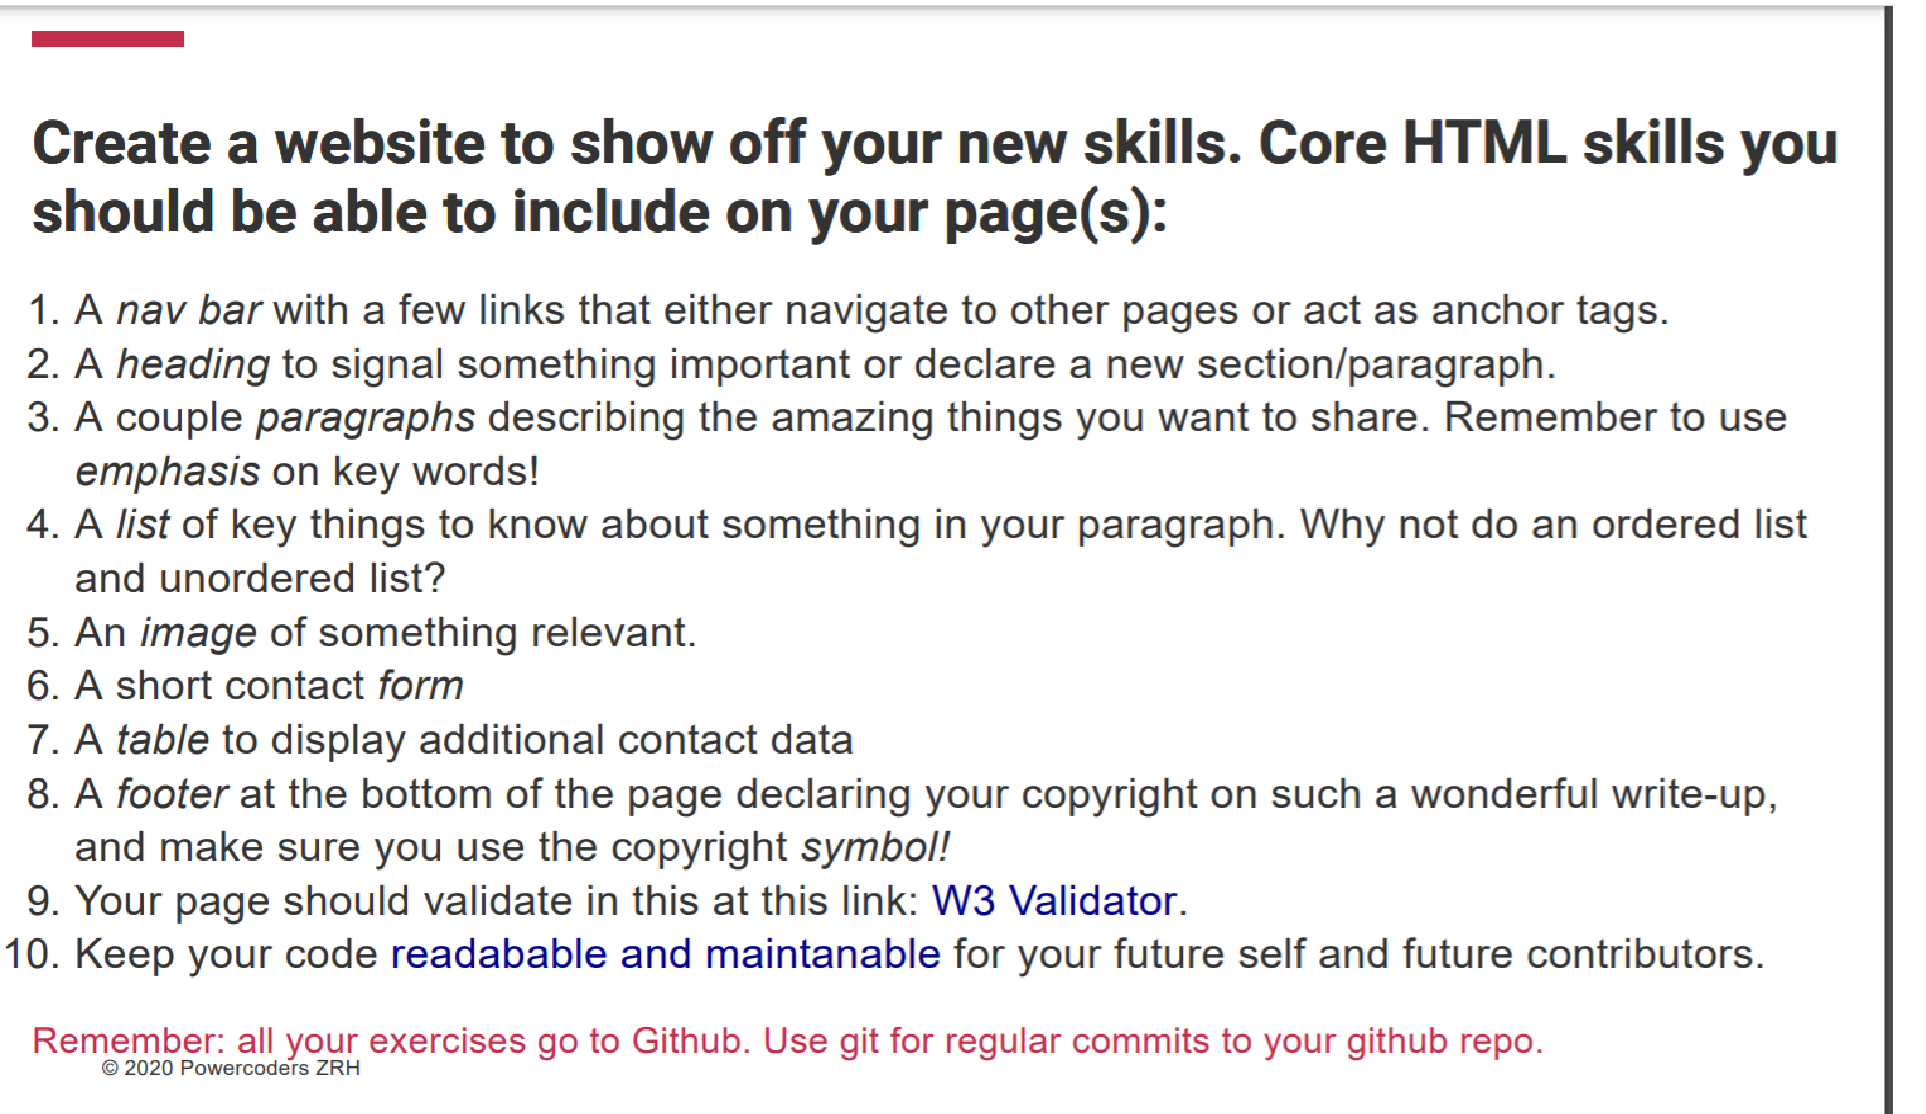 Create a website to show off your new skills. Core HTML skills you
should be able to include on your page(s):
1. A nav bar with a few links that either navigate to other pages or act as anchor tags.
2. A heading to signal something important or declare a new section/paragraph.
3. A couple paragraphs describing the amazing things you want to share. Remember to use
emphasis on key words!
4. A list of key things to know about something in your paragraph. Why not do an ordered list
and unordered list?
5. An image of something relevant.
6. A short contact form
7. A table to display additional contact data
8. A footer at the bottom of the page declaring your copyright on such a wonderful write-up,
and make sure you use the copyright symbol!
9. Your page should validate in this at this link: W3 Validator.
10. Keep your code readabable and maintanable for your future self and future contributors.
Remember: all your exercises go to Github. Use git for regular commits to your github repo.
© 2020 Powercoders ZRH